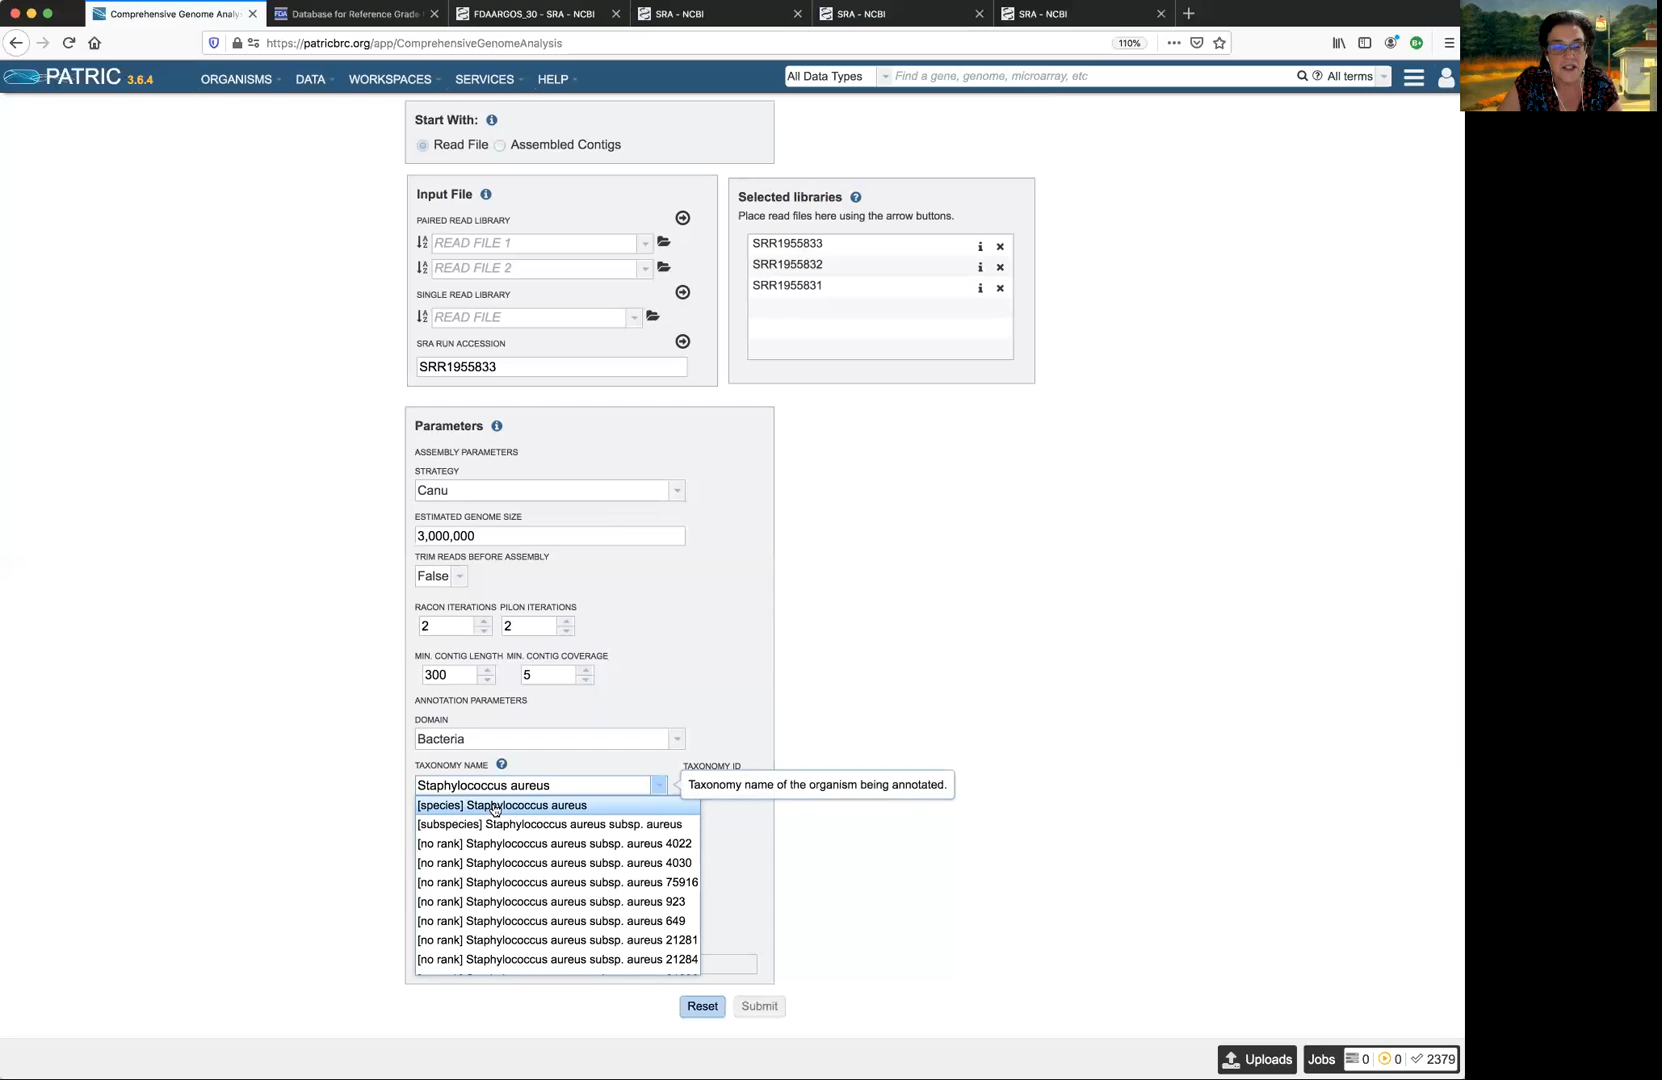 Comprehensive Genome Analy
Database for Reference Grade
FDAARGOS_30 - SRA - NCBI
SRA - NCBI
SRA - NCBI
SRA - NCBI
https://patricbrc.org/app/ComprehensiveGenomeAnalysis
110%
PATRIC 3.6.4
ORGANISMS
DATA
WORKSPACES
SERVICES
HELP
All Data Types
Find a gene, genome, microarray, etc
All terms
Start With:
Read File
Assembled Contigs
Input File
PAIRED READ LIBRARY
READ FILE 1
READ FILE 2
SINGLE READ LIBRARY
READ FILE
SRA RUN ACCESSION
SRR1955833
Selected libraries
Place read files here using the arrow buttons.
SRR1955833
SRR1955832
SRR1955831
Parameters
ASSEMBLY PARAMETERS
STRATEGY
Canu
ESTIMATED GENOME SIZE
3,000,000
TRIM READS BEFORE ASSEMBLY
False
RACON ITERATIONS PILON ITERATIONS
2 2
MIN. CONTIG LENGTH MIN. CONTIG COVERAGE
300 5
ANNOTATION PARAMETERS
DOMAIN
Bacteria
TAXONOMY NAME
TAXONOMY ID
Staphylococcus aureus
Taxonomy name of the organism being annotated.
[species] Staphylococcus aureus
[subspecies] Staphylococcus aureus subsp. aureus
[no rank] Staphylococcus aureus subsp. aureus 4022
[no rank] Staphylococcus aureus subsp. aureus 4030
[no rank] Staphylococcus aureus subsp. aureus 75916
[no rank] Staphylococcus aureus subsp. aureus 923
[no rank] Staphylococcus aureus subsp. aureus 649
[no rank] Staphylococcus aureus subsp. aureus 21281
[no rank] Staphylococcus aureus subsp. aureus 21284
Reset
Submit
Uploads
Jobs 0 0 2379